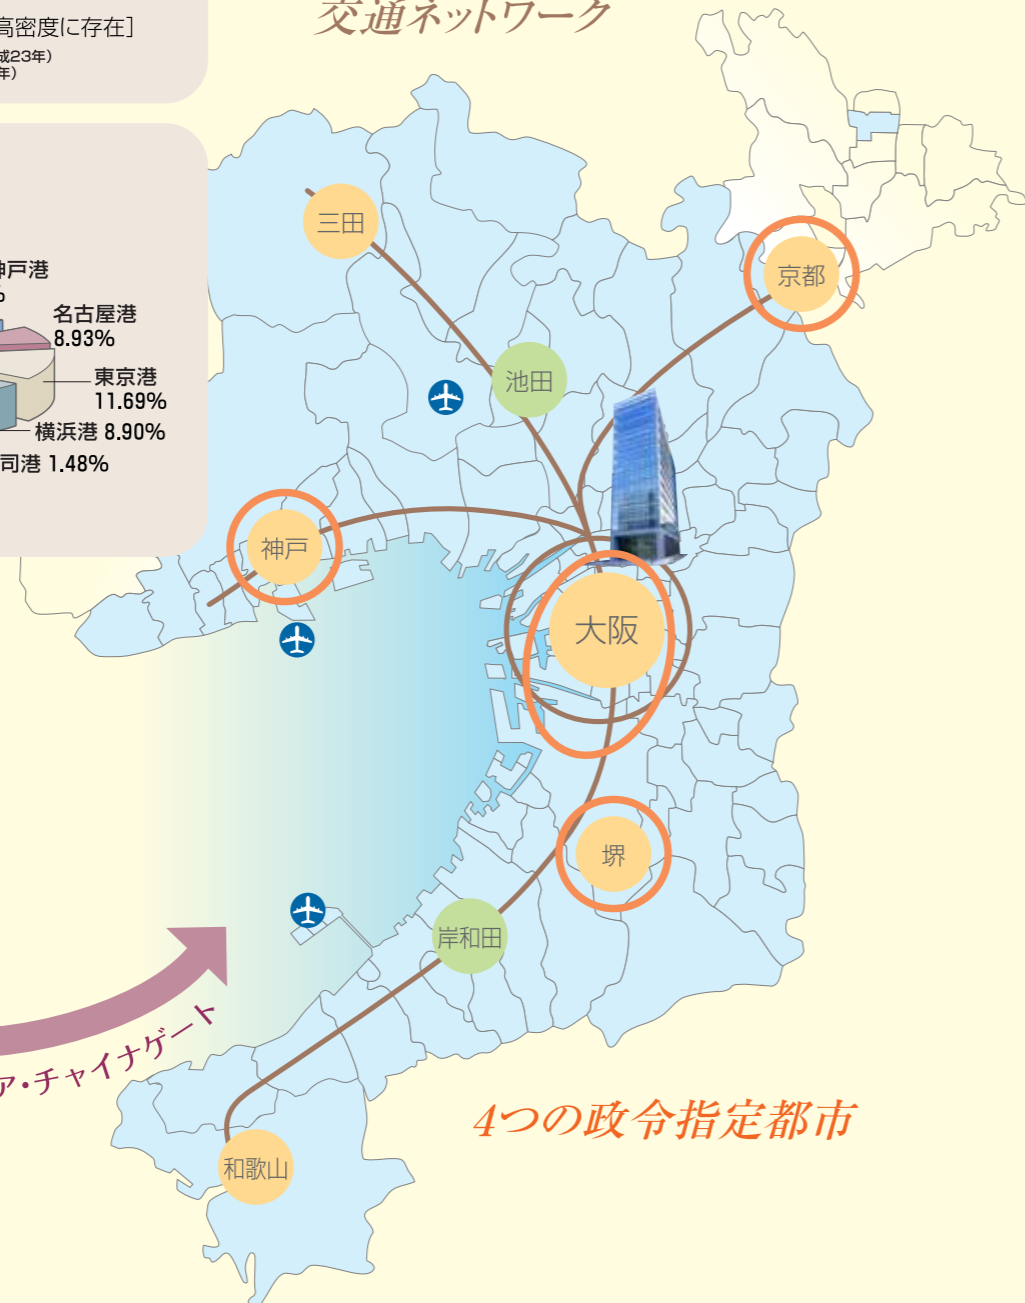 交通ネットワーク
高密度に存在]
成23年)
年)
神戸港
%
名古屋港
8.93%
東京港
11.69%
横浜港 8.90%
司港 1.48%
三田
京都
池田
神戸
大阪
堺
岸和田
ア・チャイナゲート
4つの政令指定都市
和歌山